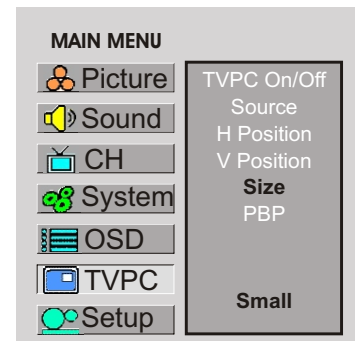 MAIN MENU
Picture
Sound
CH
System
OSD
TVPC
Setup
TVPC On/Off
Source
H Position
V Position
Size
PBP
Small